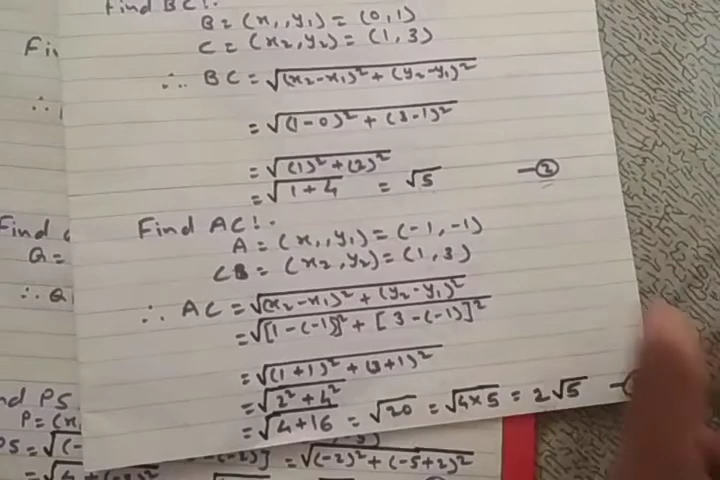 Find BC:.
B = (x₁, y₁) = (0, 1)
C = (x₂, y₂) = (1, 3)
∴ BC = √(x₂-x₁)² + (y₂-y₁)²
= √(1-0)² + (3-1)²
= √(1)² + (2)²
= √1+4 = √5 —②
Find AC:.
A = (x₁, y₁) = (-1, -1)
C = (x₂, y₂) = (1, 3)
∴ AC = √(x₂-x₁)² + (y₂-y₁)²
= √[1-(-1)]² + [3-(-1)]²
= √(1+1)² + (3+1)²
= √2² + 4²
= √4+16 = √20 = √4×5 = 2√5 —
Fin
∴
Find
Q =
∴ Q
nd PS
P = (x
PS = √(-
= √(-2)² + (-5+2)²